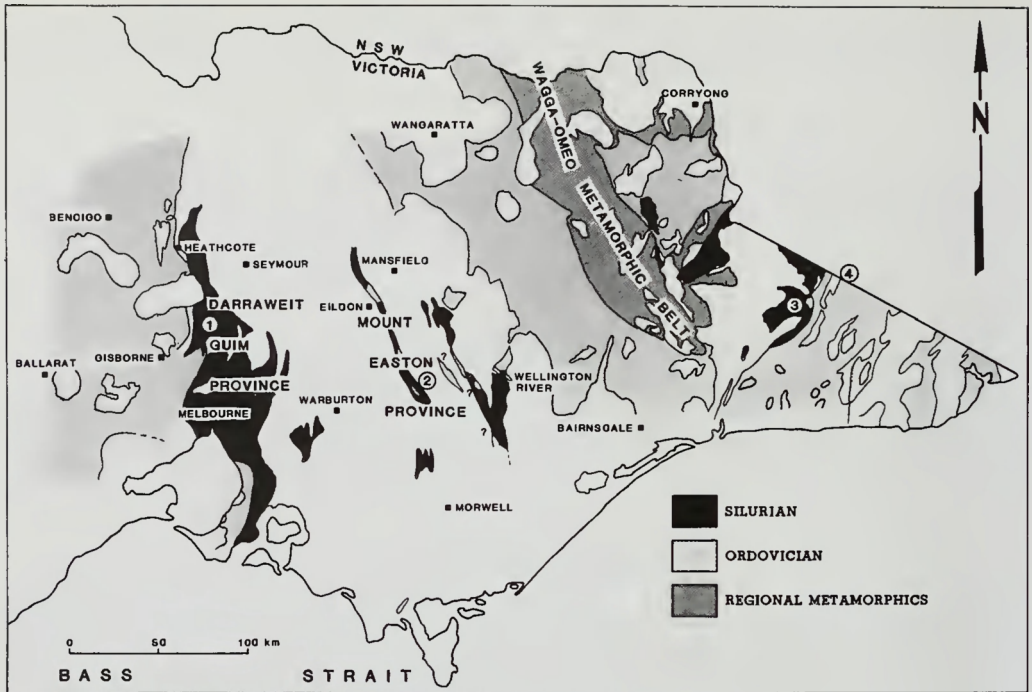 NSW
VICTORIA
WAGGA-OMEO
METAMORPHIC
BELT
CORRYONG
WANGARATTA
N
BENCIGO
HEATHCOTE
SEYMOUR
MANSFIELD
DARRAWEIT
EILDON
MOUNT
4
3
1
GUIM
BALLARAT
GISBORNE
EASTON
2
WELLINGTON
RIVER
PROVINCE
MELBOURNE
WARBURTON
PROVINCE
?
?
?
BAIRNSDALE
MORWELL
SILURIAN
ORDOVICIAN
REGIONAL METAMORPHICS
0 50 100 km
BASS STRAIT